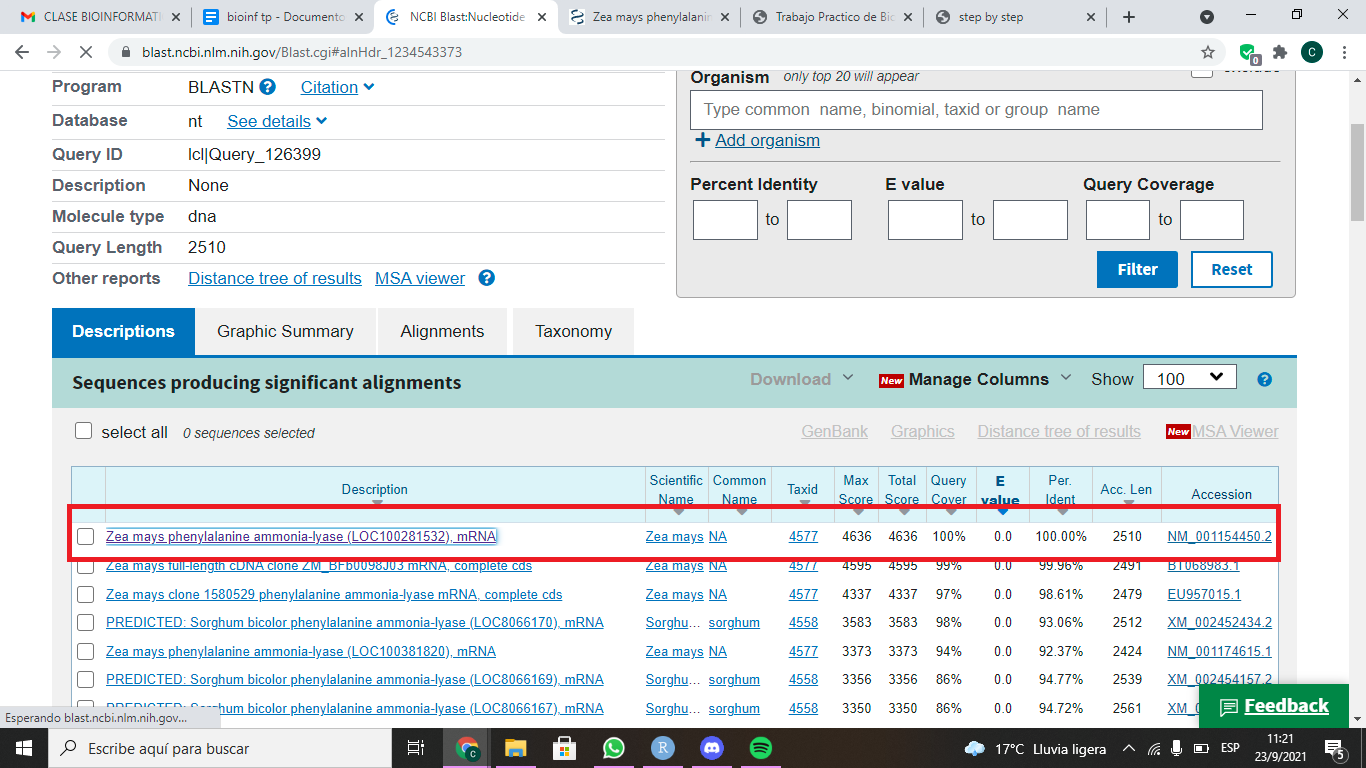 CLASE BIOINFORMATI
bioinf tp - Documento
NCBI Blast:Nucleotide
Zea mays phenylalanin
Trabajo Practico de Bio
step by step
blast.ncbi.nlm.nih.gov/Blast.cgi#alnHdr_1234543373
0
C
Program BLASTN ? Citation
Database nt See details
Query ID lcl|Query_126399
Description None
Molecule type dna
Query Length 2510
Other reports Distance tree of results MSA viewer ?
Organism only top 20 will appear exclude
Type common name, binomial, taxid or group name
+ Add organism
Percent Identity E value Query Coverage
to to to
Filter Reset
Descriptions Graphic Summary Alignments Taxonomy
Sequences producing significant alignments Download New Manage Columns Show 100 ?
select all 0 sequences selected GenBank Graphics Distance tree of results New MSA Viewer
Description Scientific Name Common Name Taxid Max Score Total Score Query Cover E value Per. Ident Acc. Len Accession
Zea mays phenylalanine ammonia-lyase (LOC100281532), mRNA Zea mays NA 4577 4636 4636 100% 0.0 100.00% 2510 NM_001154450.2
Zea mays full-length cDNA clone ZM_BFb0098J03 mRNA, complete cds Zea mays NA 4577 4595 4595 99% 0.0 99.96% 2491 BT068983.1
Zea mays clone 1580529 phenylalanine ammonia-lyase mRNA, complete cds Zea mays NA 4577 4337 4337 97% 0.0 98.61% 2479 EU957015.1
PREDICTED: Sorghum bicolor phenylalanine ammonia-lyase (LOC8066170), mRNA Sorghu... sorghum 4558 3583 3583 98% 0.0 93.06% 2512 XM_002452434.2
Zea mays phenylalanine ammonia-lyase (LOC100381820), mRNA Zea mays NA 4577 3373 3373 94% 0.0 92.37% 2424 NM_001174615.1
PREDICTED: Sorghum bicolor phenylalanine ammonia-lyase (LOC8066169), mRNA Sorghu... sorghum 4558 3356 3356 86% 0.0 94.77% 2539 XM_002454157.2
PREDICTED: Sorghum bicolor phenylalanine ammonia-lyase (LOC8066167), mRNA Sorghu... sorghum 4558 3350 3350 86% 0.0 94.72% 2561
Feedback
Esperando blast.ncbi.nlm.nih.gov...
Escribe aquí para buscar
C
R
17°C Lluvia ligera
ESP
11:21
23/9/2021
5